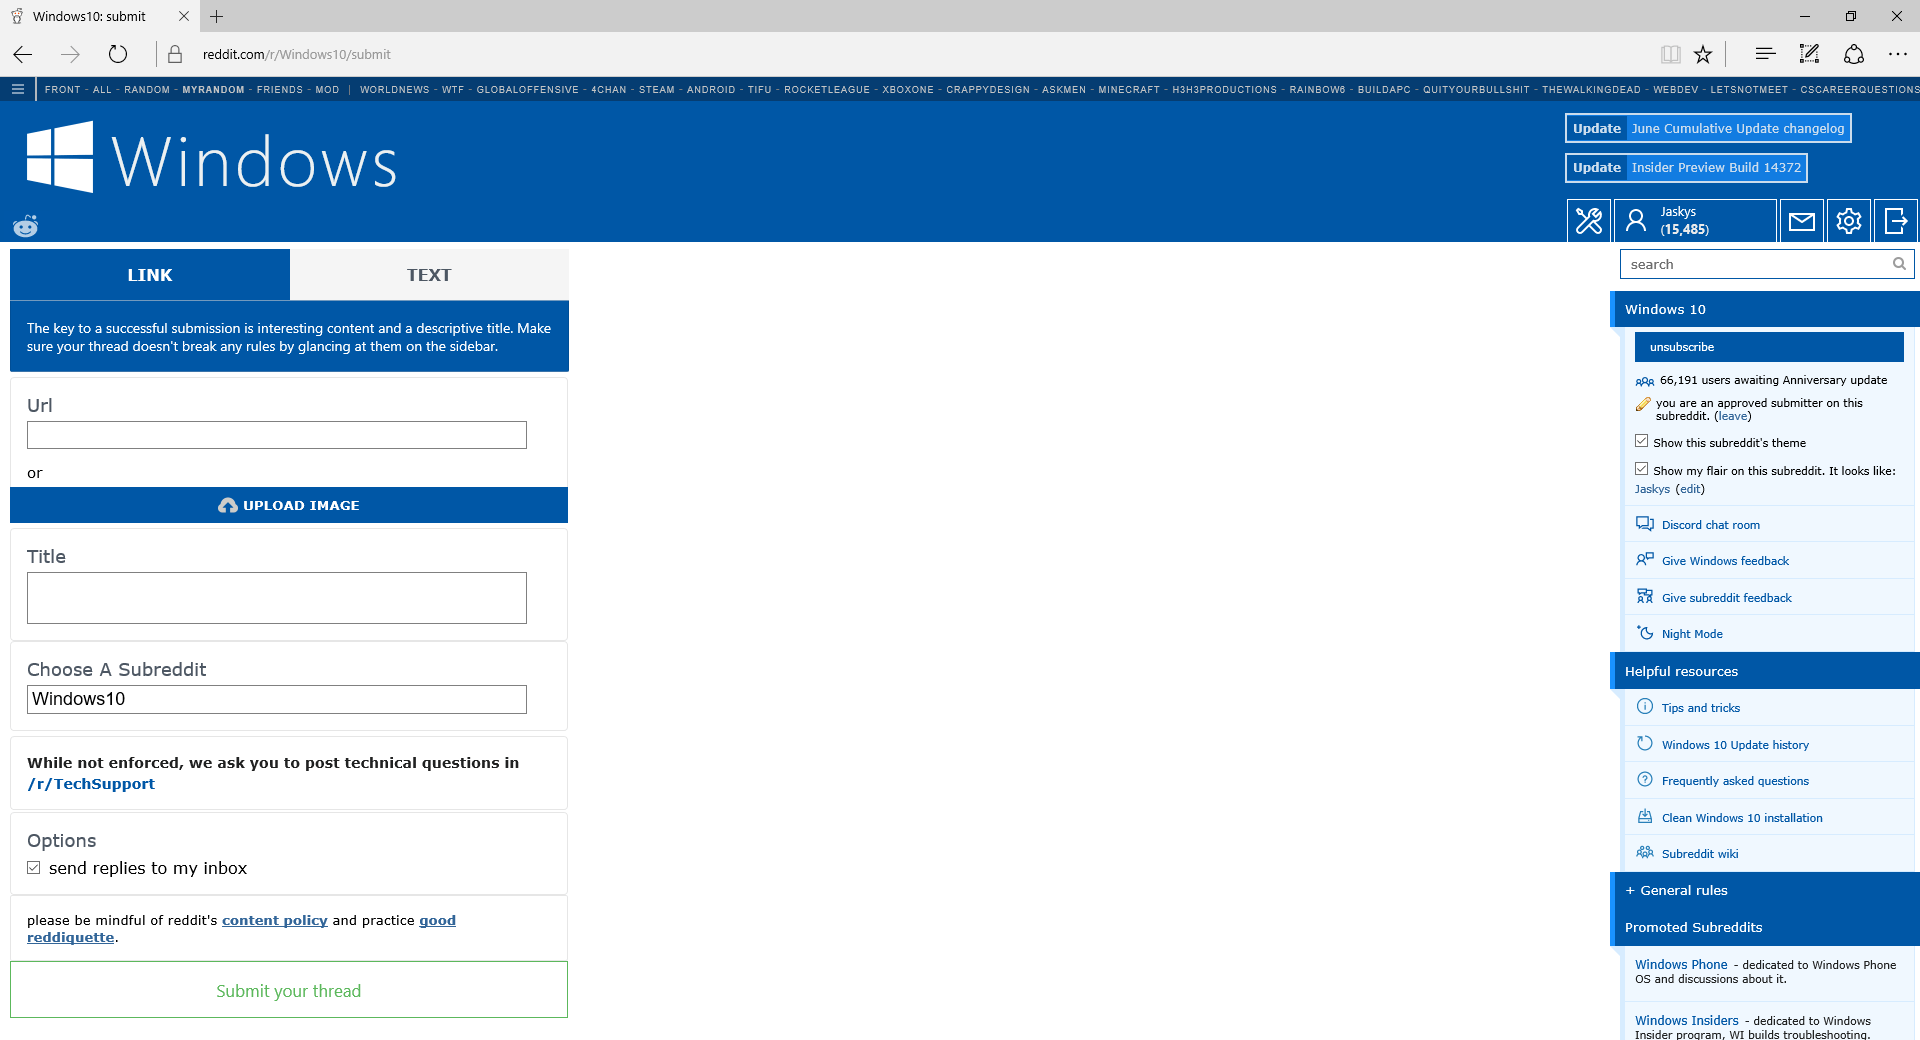 Windows10: submit
reddit.com/r/Windows10/submit
FRONT - ALL - RANDOM - MYRANDOM - FRIENDS - MOD | WORLDNEWS - WTF - GLOBALOFFENSIVE - 4CHAN - STEAM - ANDROID - TIFU - ROCKETLEAGUE - XBOXONE - CRAPPYDESIGN - ASKMEN - MINECRAFT - H3H3PRODUCTIONS - RAINBOW6 - BUILDAPC - QUITYOURBULLSHIT - THEWALKINGDEAD - WEBDEV - LETSNOTMEET - CSCAREERQUESTIONS
Windows
Update June Cumulative Update changelog
Update Insider Preview Build 14372
Jaskys
(15,485)
LINK TEXT
The key to a successful submission is interesting content and a descriptive title. Make
sure your thread doesn't break any rules by glancing at them on the sidebar.
Url
or
UPLOAD IMAGE
Title
Choose A Subreddit
Windows10
While not enforced, we ask you to post technical questions in
/r/TechSupport
Options
send replies to my inbox
please be mindful of reddit's content policy and practice good
reddiquette.
Submit your thread
search
Windows 10
unsubscribe
66,191 users awaiting Anniversary update
you are an approved submitter on this
subreddit. (leave)
Show this subreddit's theme
Show my flair on this subreddit. It looks like:
Jaskys (edit)
Discord chat room
Give Windows feedback
Give subreddit feedback
Night Mode
Helpful resources
Tips and tricks
Windows 10 Update history
Frequently asked questions
Clean Windows 10 installation
Subreddit wiki
+ General rules
Promoted Subreddits
Windows Phone - dedicated to Windows Phone
OS and discussions about it.
Windows Insiders - dedicated to Windows
Insider program, WI builds troubleshooting.